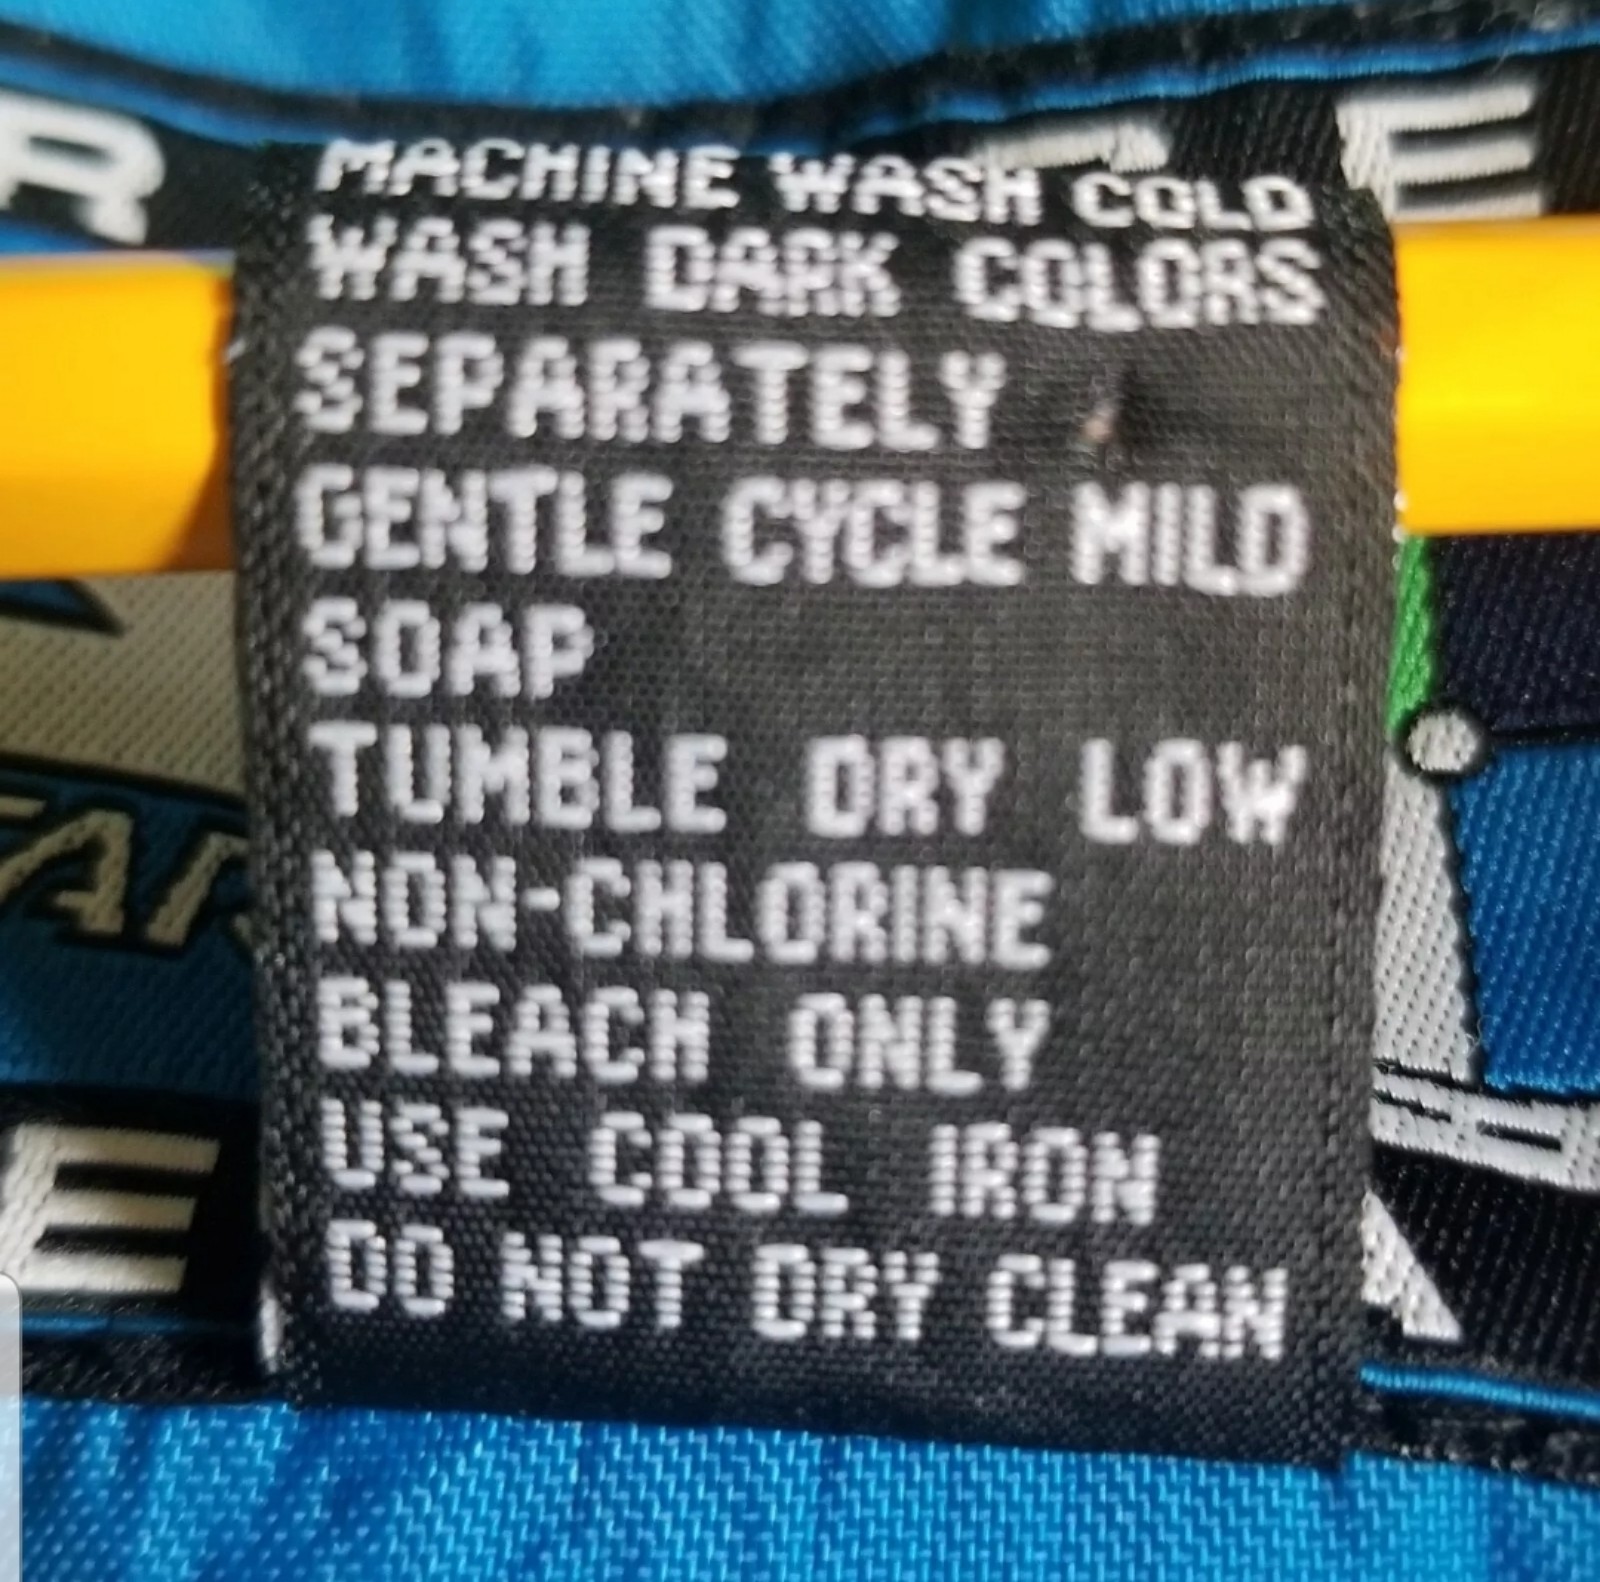 MACHINE WASH COLD
WASH DARK COLORS
SEPARATELY
GENTLE CYCLE MILD
SOAP
TUMBLE DRY LOW
NON-CHLORINE
BLEACH ONLY
USE COOL IRON
DO NOT DRY CLEAN